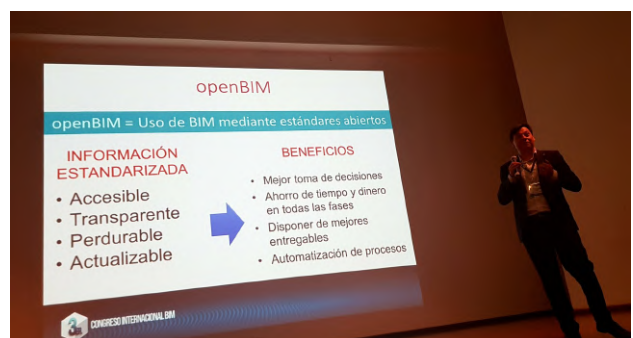 openBIM
openBIM = Uso de BIM mediante estándares abiertos
INFORMACIÓN
ESTANDARIZADA
• Accesible
• Transparente
• Perdurable
• Actualizable
BENEFICIOS
• Mejor toma de decisiones
• Ahorro de tiempo y dinero
en todas las fases
• Disponer de mejores
entregables
• Automatización de procesos
CONGRESO INTERNACIONAL BIM